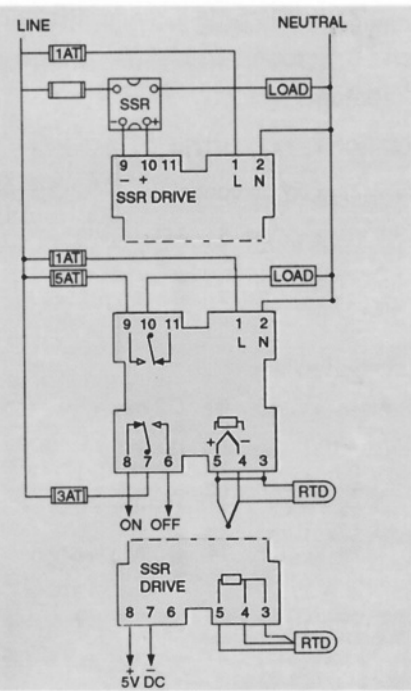 LINE NEUTRAL
1AT
SSR LOAD
- +
9 10 11 1 2
- + L N
SSR DRIVE
1AT
5AT LOAD
9 10 11 1 2
L N
+ -
8 7 6 5 4 3
3AT RTD
ON OFF
SSR
DRIVE
8 7 6 5 4 3
RTD
+ -
5V DC